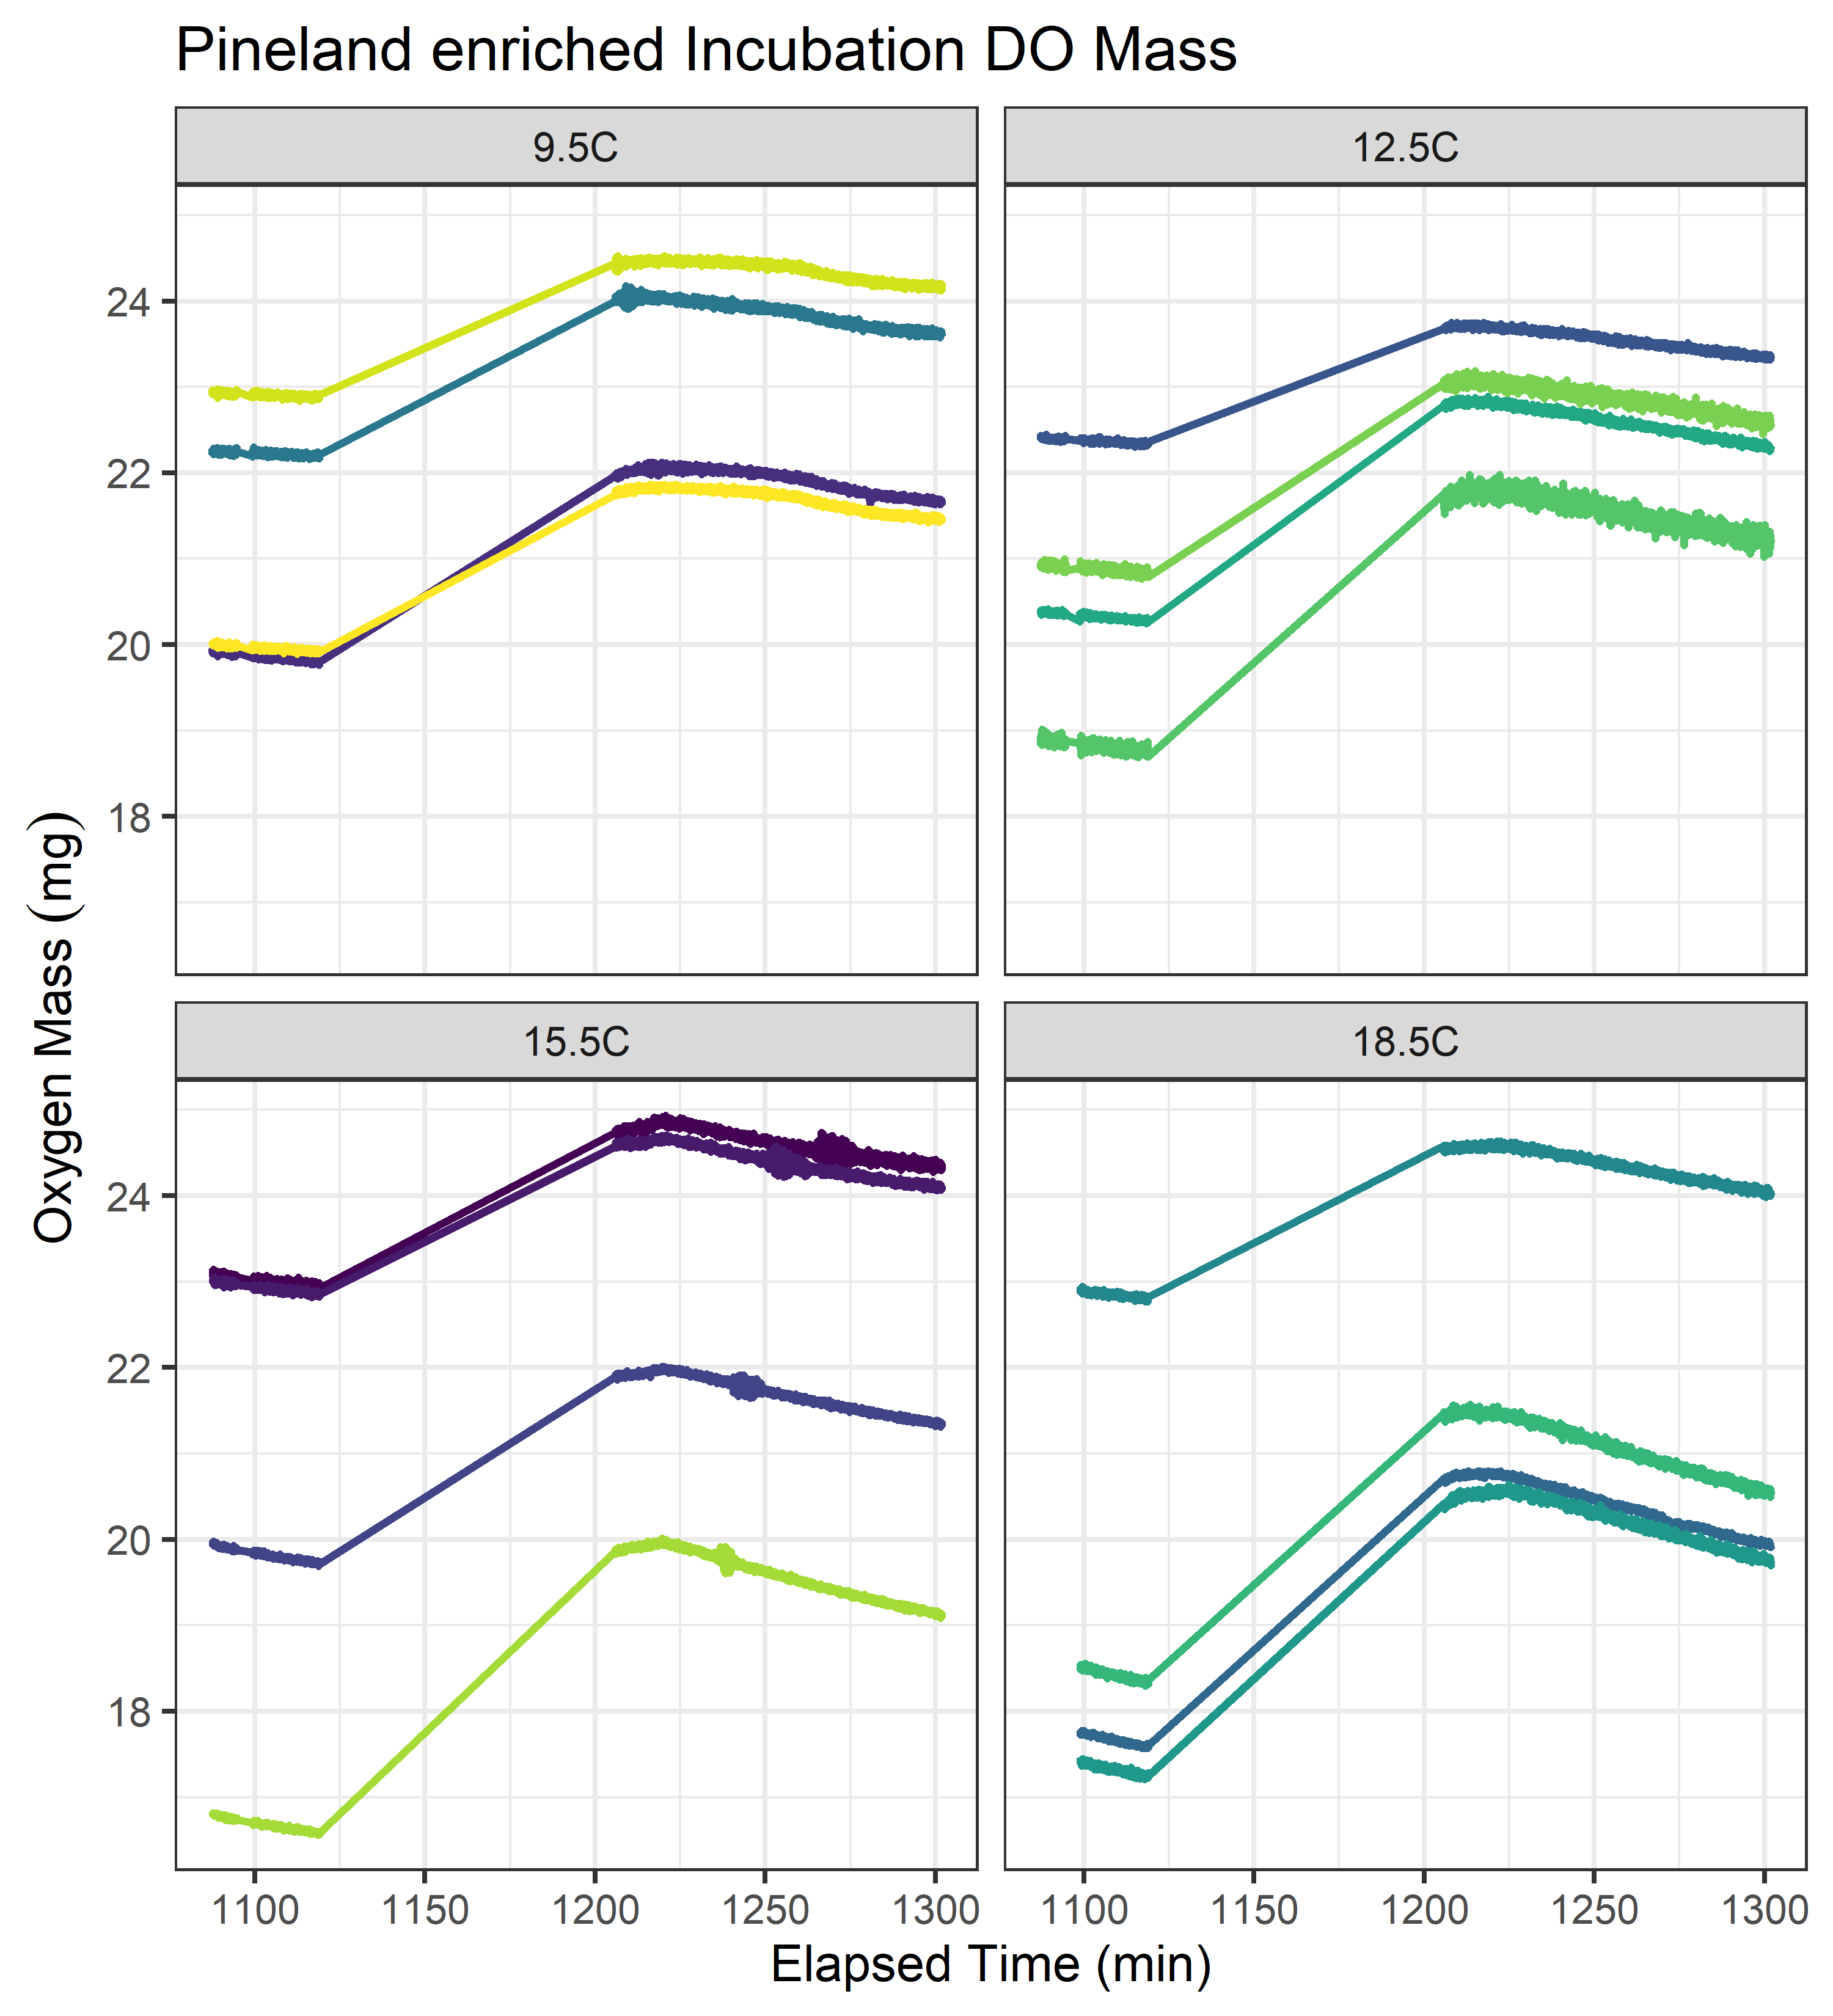 Pineland enriched Incubation DO Mass
9.5C
12.5C
24
22
20
18
Oxygen Mass (mg)
15.5C
18.5C
24
22
20
18
1100 1150 1200 1250 1300
1100 1150 1200 1250 1300
Elapsed Time (min)